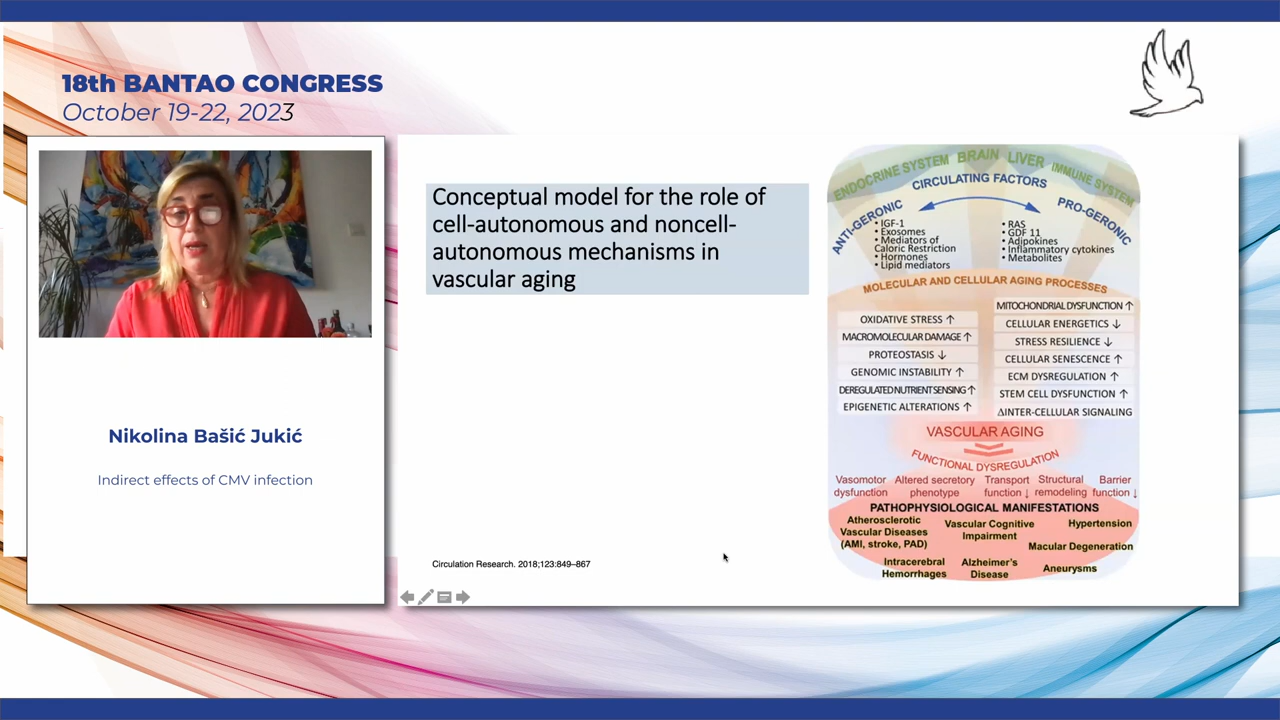 18th BANTAO CONGRESS
October 19-22, 2023
Nikolina Bašić Jukić
Indirect effects of CMV infection
Conceptual model for the role of
cell-autonomous and noncell-
autonomous mechanisms in
vascular aging
Circulation Research. 2018;123:849–867
ENDOCRINE SYSTEM BRAIN LIVER IMMUNE SYSTEM
CIRCULATING FACTORS
ANTI-GERONIC
• IGF-1
• Exosomes
• Mediators of
Caloric Restriction
• Hormones
• Lipid mediators
PRO-GERONIC
• RAS
• GDF 11
• Adipokines
• Inflammatory cytokines
• Metabolites
MOLECULAR AND CELLULAR AGING PROCESSES
OXIDATIVE STRESS ↑
MACROMOLECULAR DAMAGE ↑
PROTEOSTASIS ↓
GENOMIC INSTABILITY ↑
DEREGULATED NUTRIENT SENSING ↑
EPIGENETIC ALTERATIONS ↑
MITOCHONDRIAL DYSFUNCTION ↑
CELLULAR ENERGETICS ↓
STRESS RESILIENCE ↓
CELLULAR SENESCENCE ↑
ECM DYSREGULATION ↑
STEM CELL DYSFUNCTION ↑
ΔINTER-CELLULAR SIGNALING
VASCULAR AGING
FUNCTIONAL DYSREGULATION
Vasomotor
dysfunction
Altered secretory
phenotype
Transport
function ↓
Structural
remodeling
Barrier
function ↓
PATHOPHYSIOLOGICAL MANIFESTATIONS
Atherosclerotic
Vascular Diseases
(AMI, stroke, PAD)
Vascular Cognitive
Impairment
Hypertension
Macular Degeneration
Intracerebral
Hemorrhages
Alzheimer's
Disease
Aneurysms